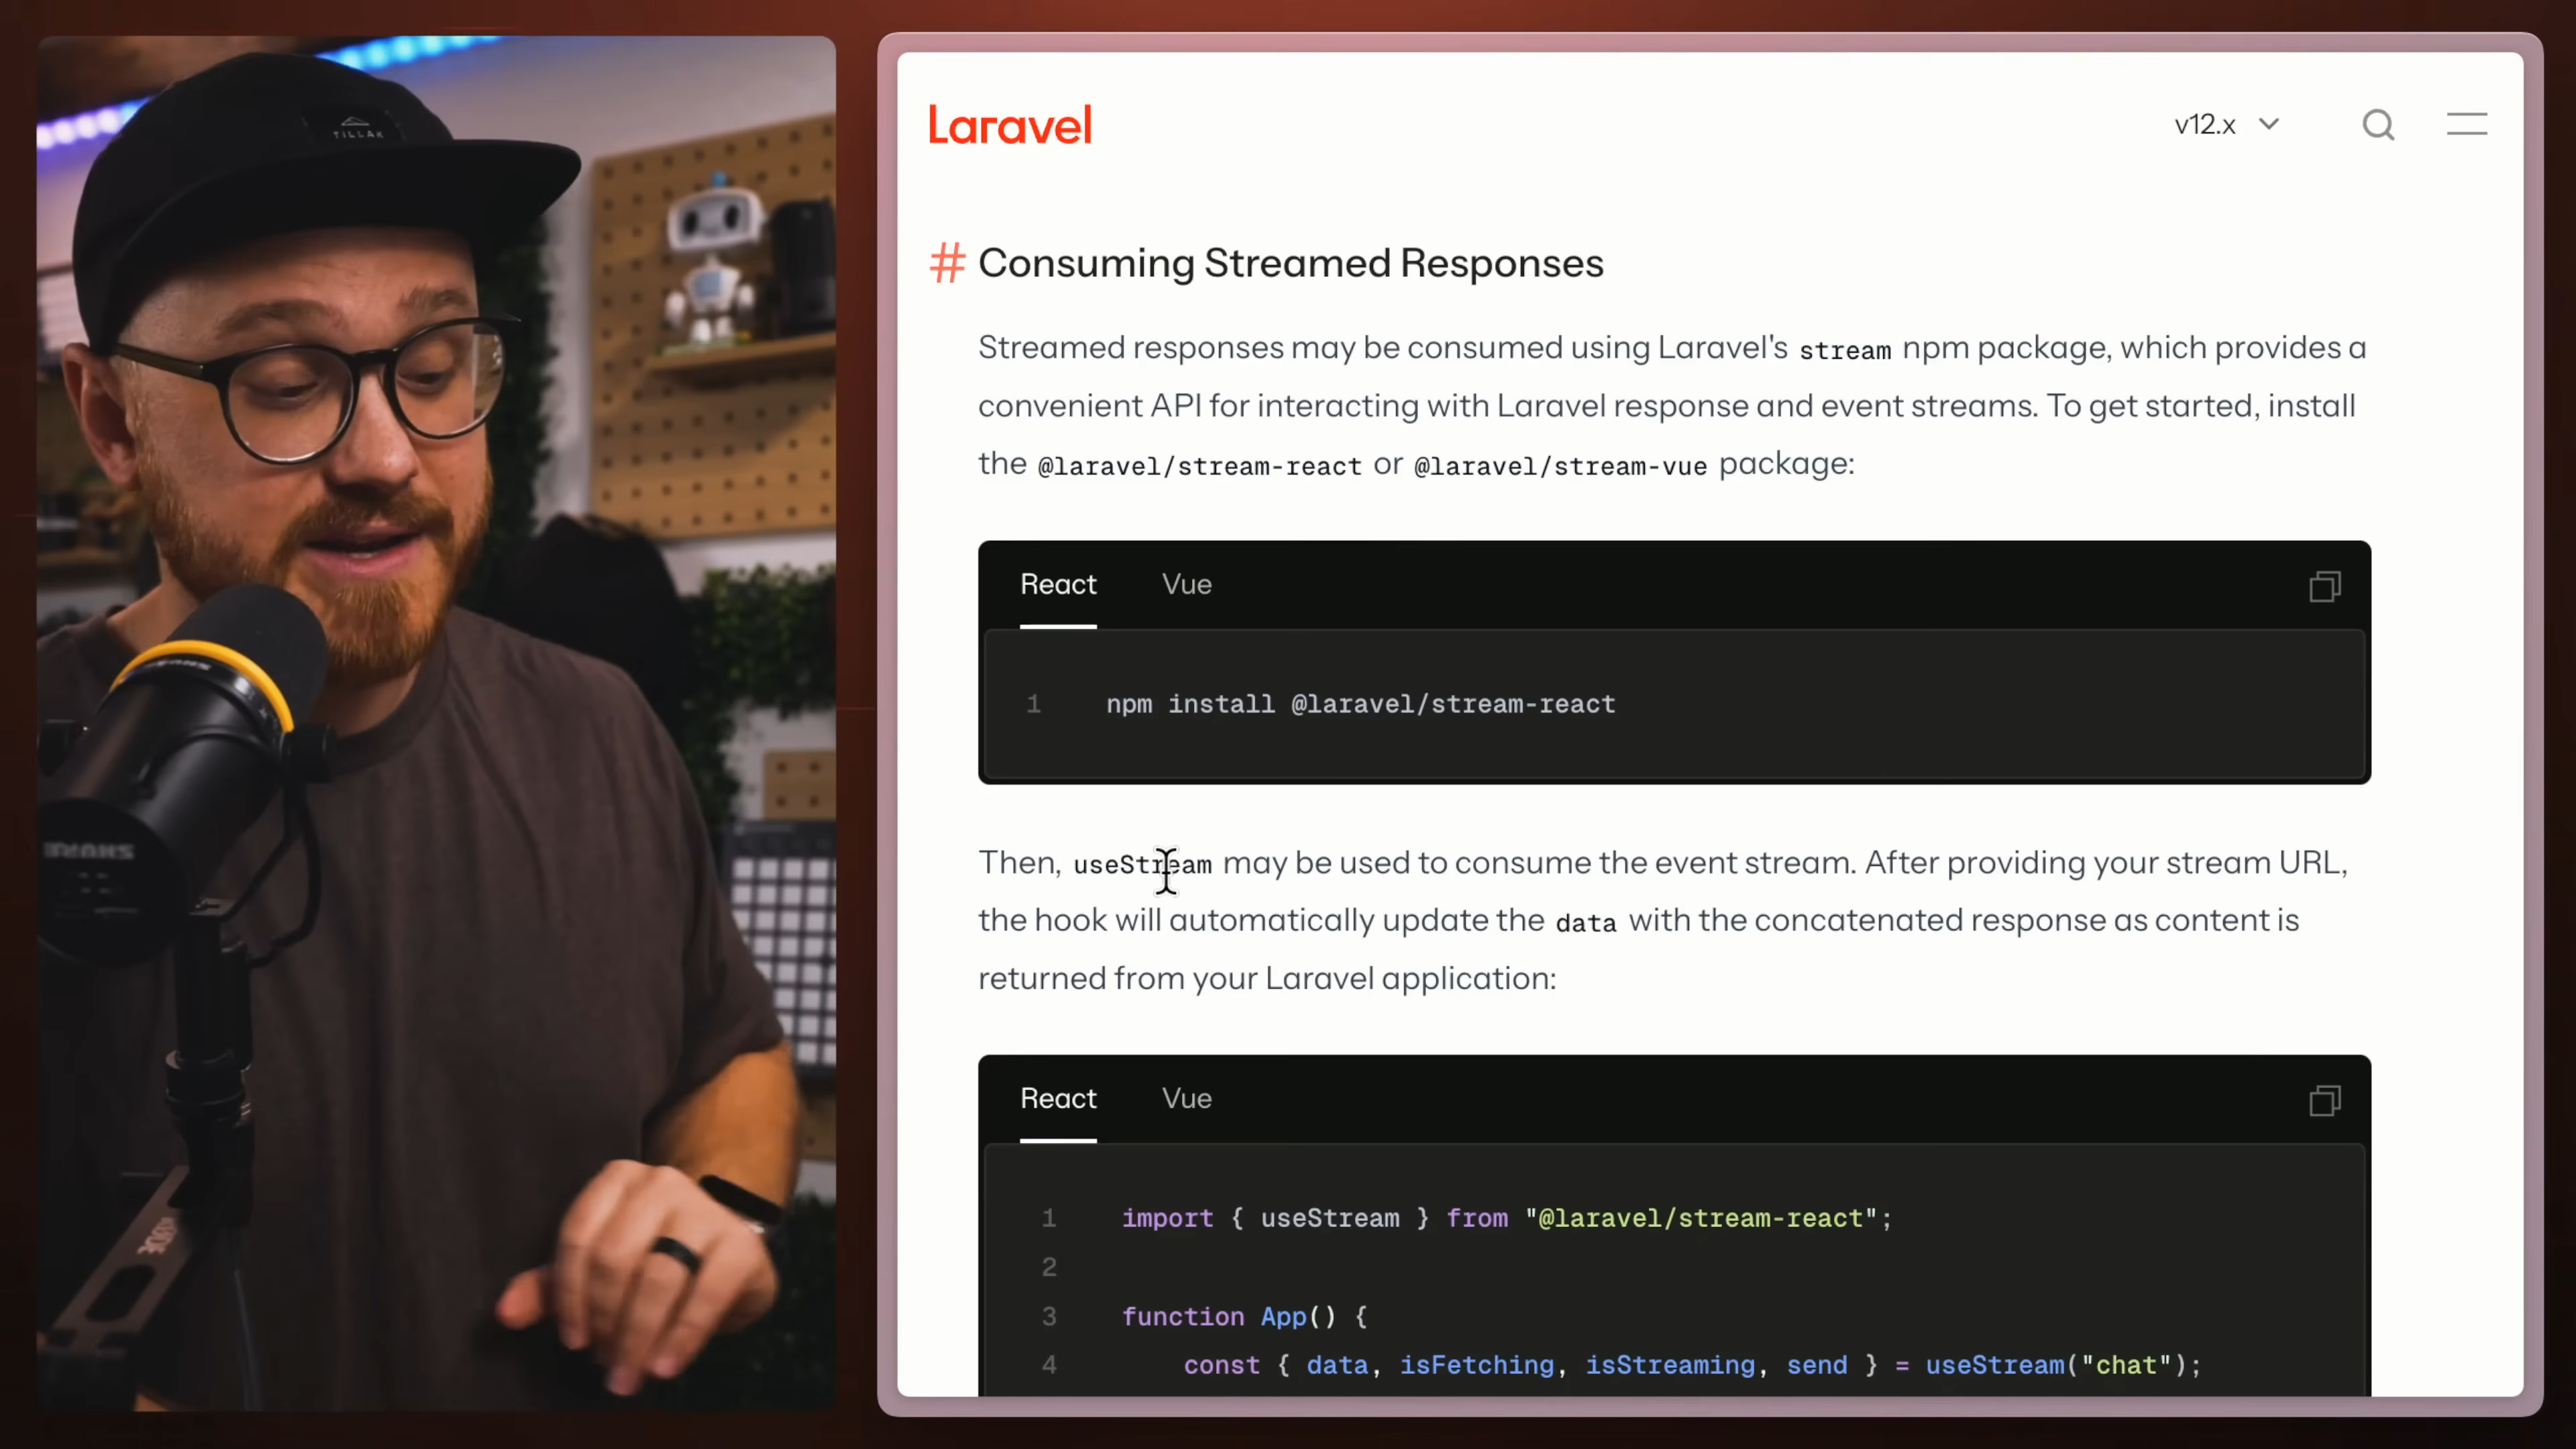 TILLAK
SHURE
RODE
Laravel
v12.x
# Consuming Streamed Responses
Streamed responses may be consumed using Laravel's stream npm package, which provides a
convenient API for interacting with Laravel response and event streams. To get started, install
the @laravel/stream-react or @laravel/stream-vue package:
React Vue
1 npm install @laravel/stream-react
Then, useStream may be used to consume the event stream. After providing your stream URL,
the hook will automatically update the data with the concatenated response as content is
returned from your Laravel application:
React Vue
1 import { useStream } from "@laravel/stream-react";
2
3 function App() {
4 const { data, isFetching, isStreaming, send } = useStream("chat");